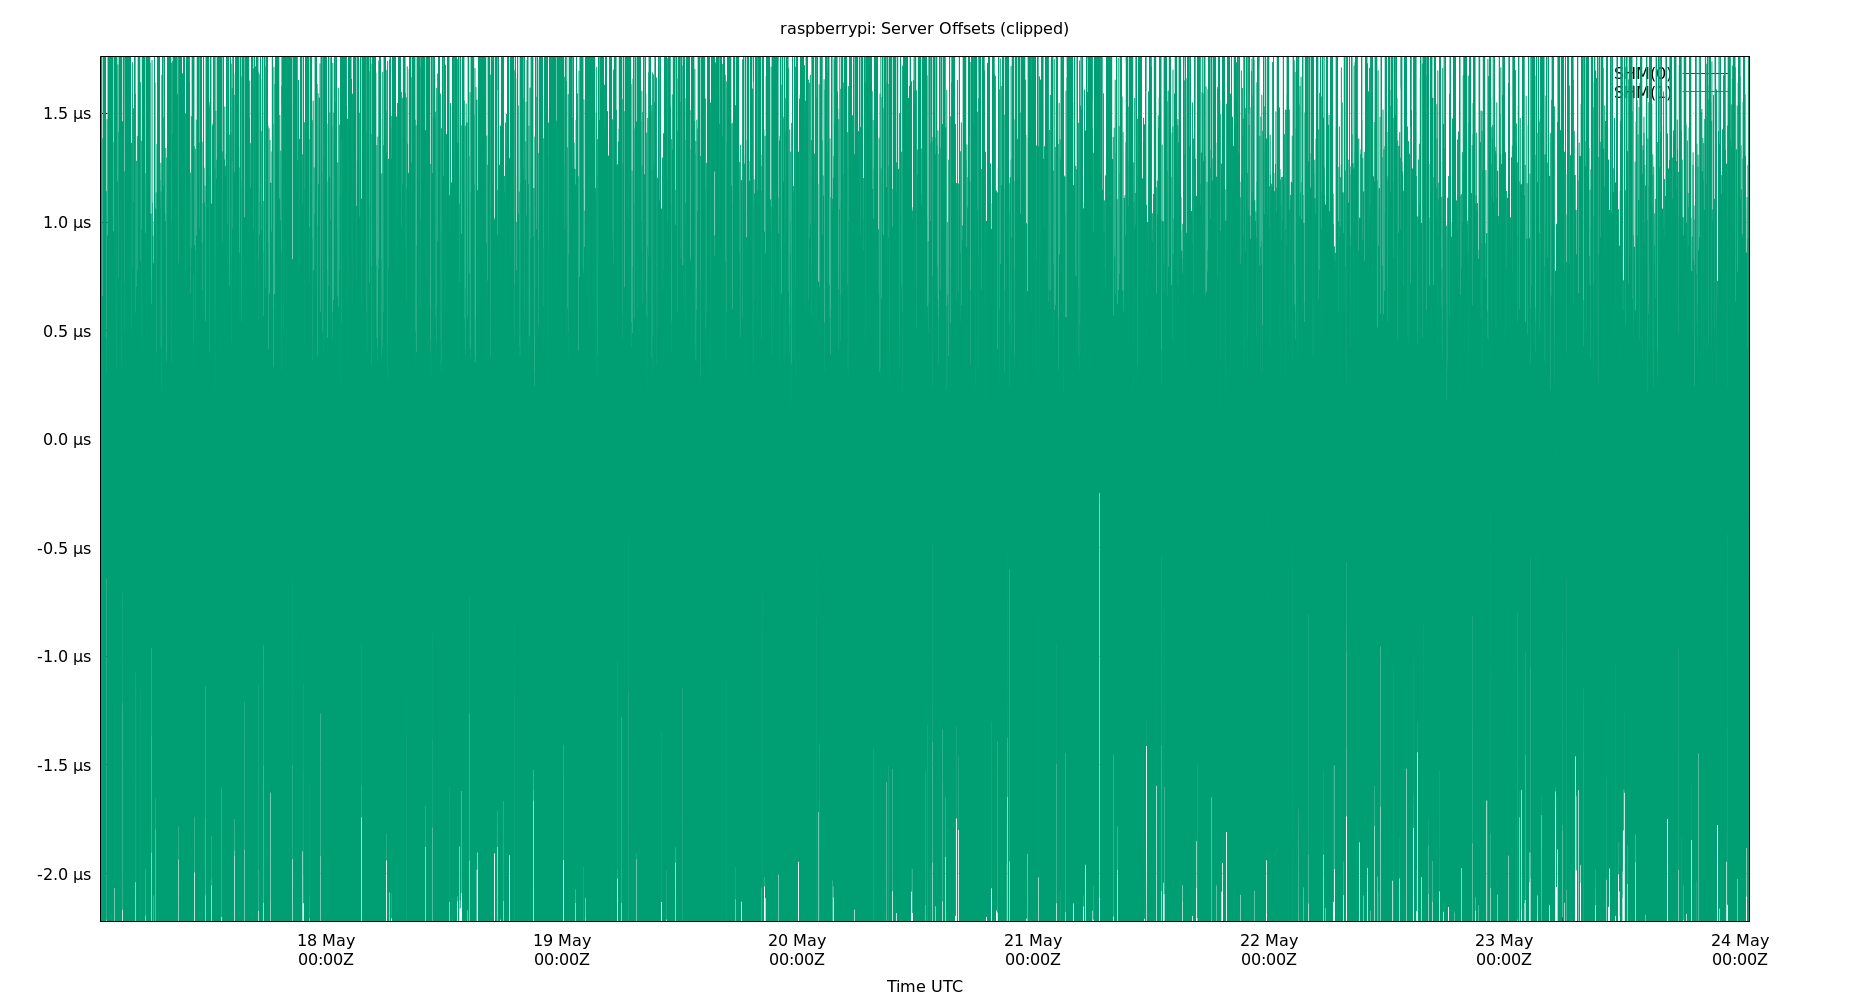 raspberrypi: Server Offsets (clipped)
SHM(0)
SHM(1)
1.5 µs
1.0 µs
0.5 µs
0.0 µs
-0.5 µs
-1.0 µs
-1.5 µs
-2.0 µs
18 May 19 May 20 May 21 May 22 May 23 May 24 May
00:00Z 00:00Z 00:00Z 00:00Z 00:00Z 00:00Z 00:00Z
Time UTC